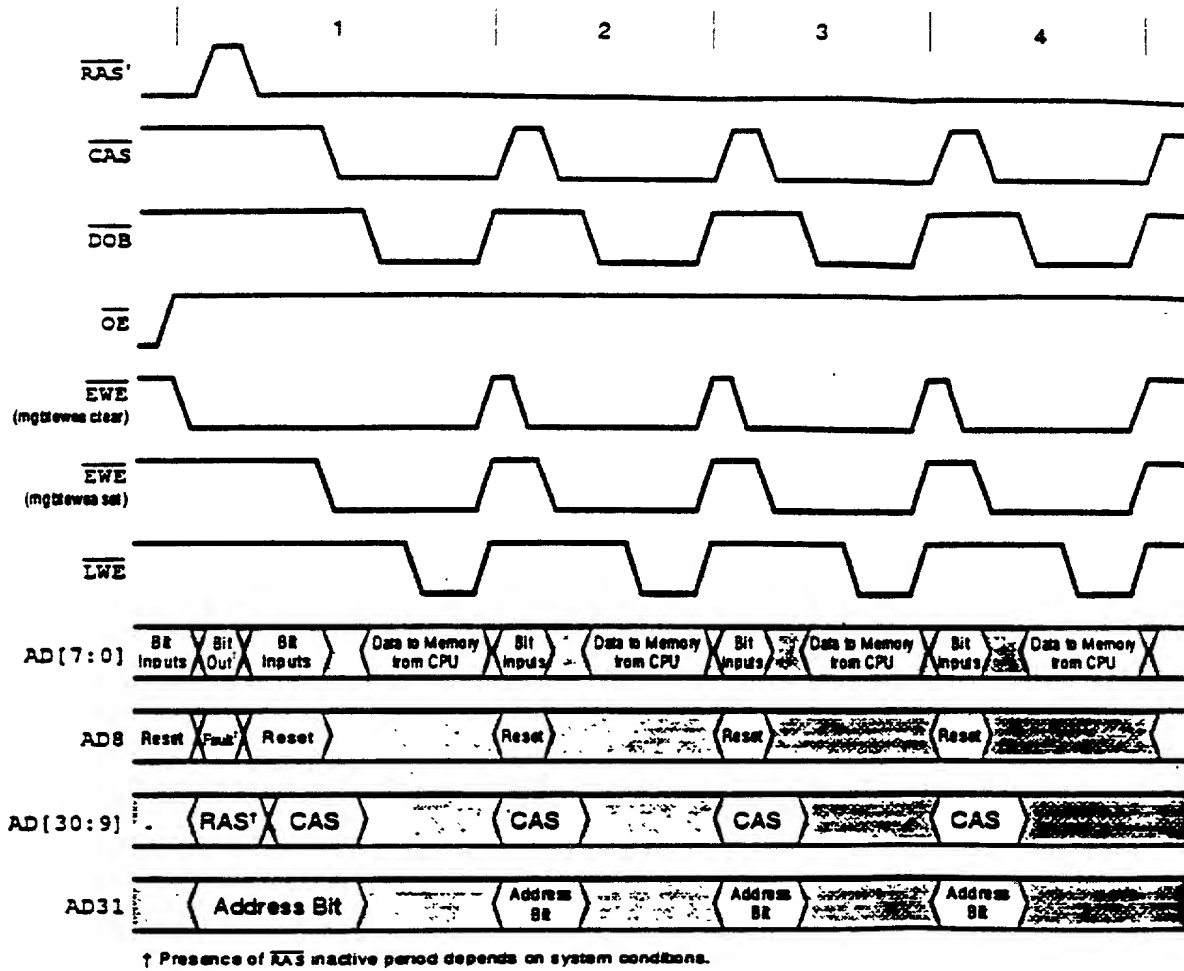 1 2 3 4
RAS'
CAS
DOB
OE
EWE
(mgbtewea clear)
EWE
(mgbtewea set)
LWE
AD[7:0] Bit Inputs Bit Out† Bit Inputs Data to Memory from CPU Bit Inputs Data to Memory from CPU Bit Inputs Data to Memory from CPU Bit Inputs Data to Memory from CPU
AD8 Reset Fault‡ Reset Reset Reset Reset
AD[30:9] RAS† CAS CAS CAS CAS
AD31 Address Bit Address Bit Address Bit Address Bit
† Presence of RAS inactive period depends on system conditions.